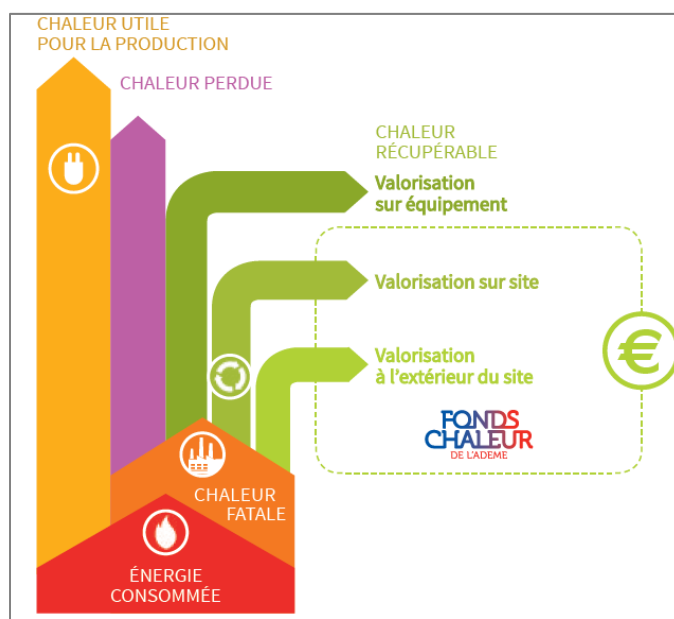 CHALEUR UTILE
POUR LA PRODUCTION
CHALEUR PERDUE
CHALEUR
RÉCUPÉRABLE
Valorisation
sur équipement
Valorisation sur site
€
Valorisation
à l'extérieur du site
FONDS
CHALEUR
DE L'ADEME
CHALEUR
FATALE
ÉNERGIE
CONSOMMÉE